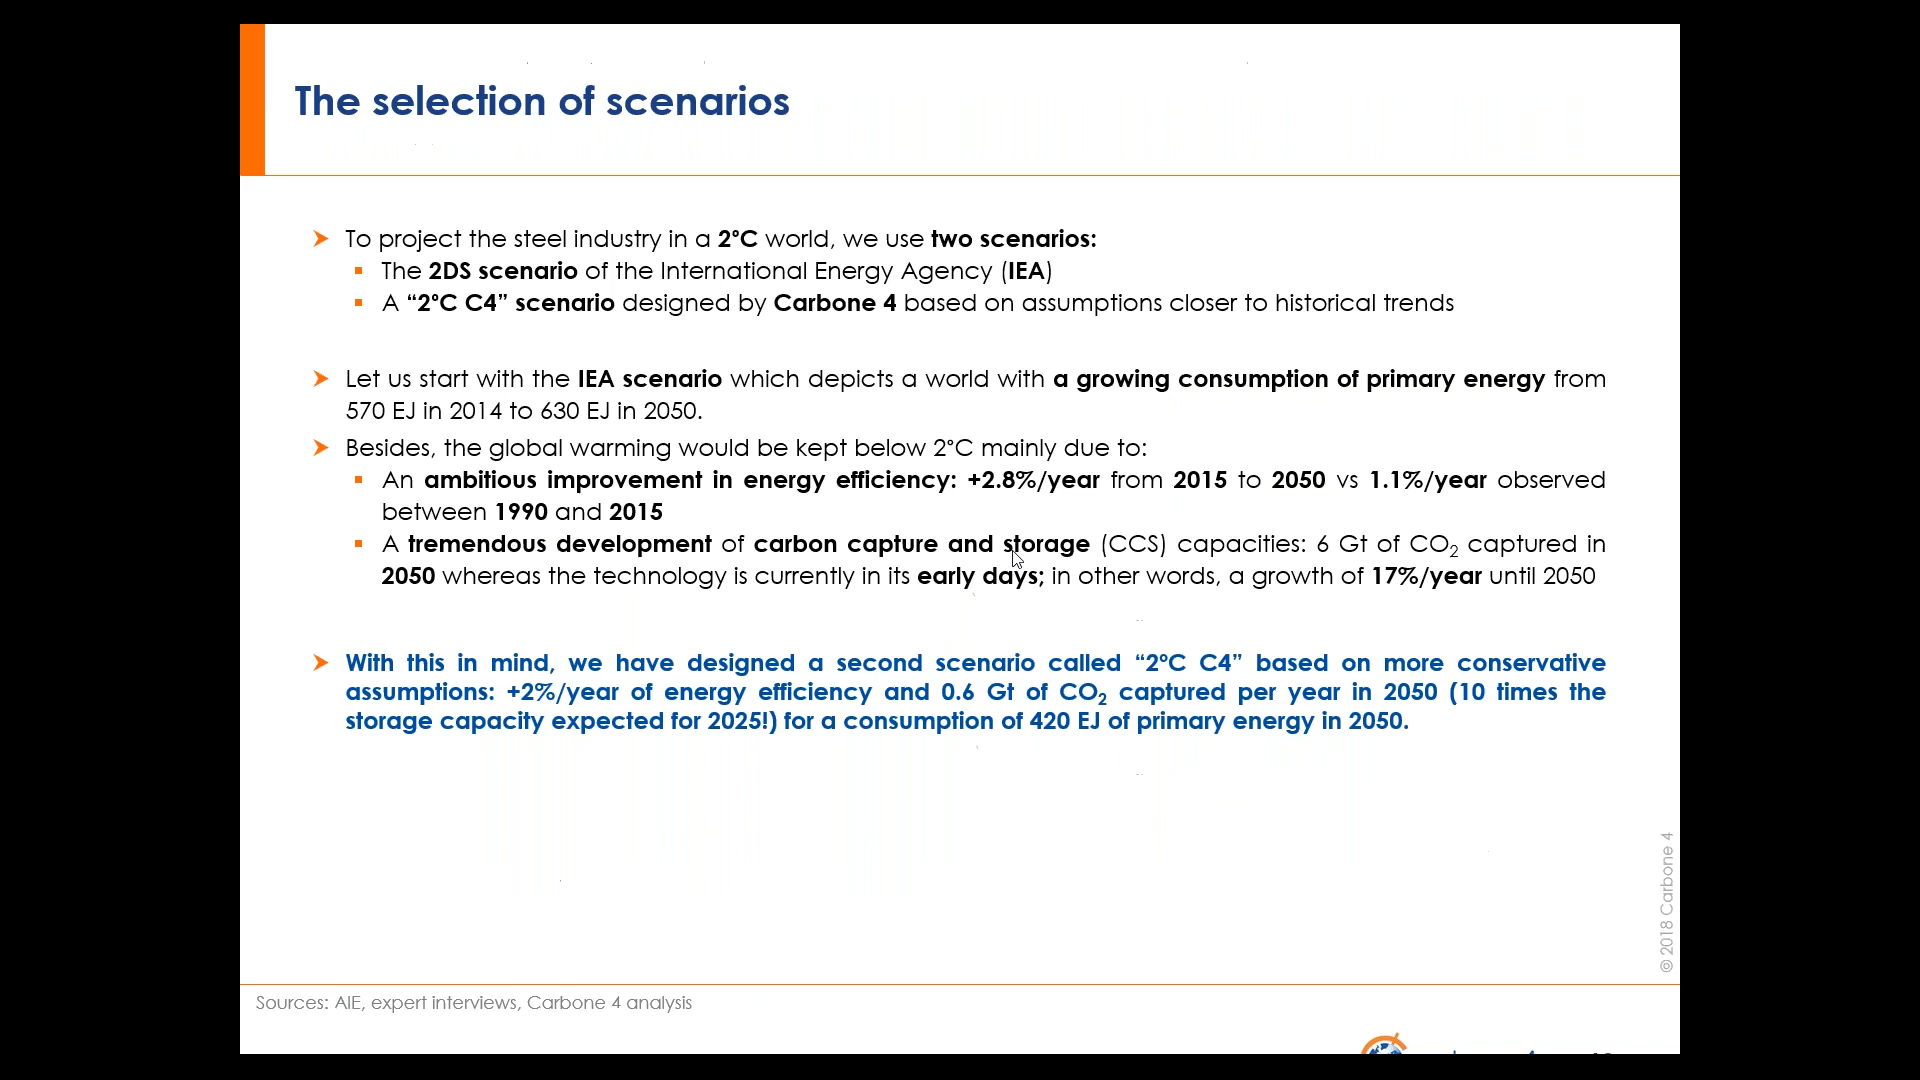 The selection of scenarios
To project the steel industry in a 2°C world, we use two scenarios:
The 2DS scenario of the International Energy Agency (IEA)
A “2°C C4” scenario designed by Carbone 4 based on assumptions closer to historical trends
Let us start with the IEA scenario which depicts a world with a growing consumption of primary energy from
570 EJ in 2014 to 630 EJ in 2050.
Besides, the global warming would be kept below 2°C mainly due to:
An ambitious improvement in energy efficiency: +2.8%/year from 2015 to 2050 vs 1.1%/year observed
between 1990 and 2015
A tremendous development of carbon capture and storage (CCS) capacities: 6 Gt of CO₂ captured in
2050 whereas the technology is currently in its early days; in other words, a growth of 17%/year until 2050
With this in mind, we have designed a second scenario called “2°C C4” based on more conservative
assumptions: +2%/year of energy efficiency and 0.6 Gt of CO₂ captured per year in 2050 (10 times the
storage capacity expected for 2025!) for a consumption of 420 EJ of primary energy in 2050.
© 2018 Carbone 4
Sources: AIE, expert interviews, Carbone 4 analysis